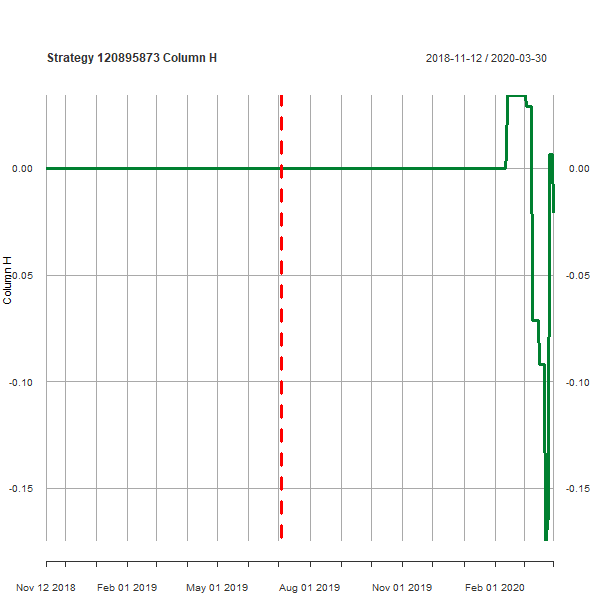 Strategy 120895873 Column H
2018-11-12 / 2020-03-30
0.00 0.00
-0.05 -0.05
Column H
-0.10 -0.10
-0.15 -0.15
Nov 12 2018 Feb 01 2019 May 01 2019 Aug 01 2019 Nov 01 2019 Feb 01 2020